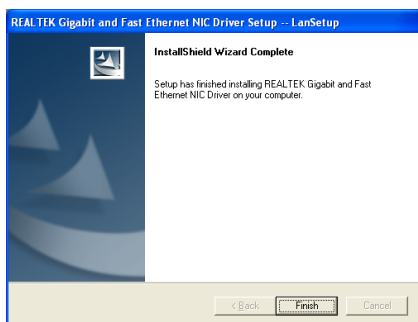 REALTEK Gigabit and Fast Ethernet NIC Driver Setup -- LanSetup
InstallShield Wizard Complete
Setup has finished installing REALTEK Gigabit and Fast
Ethernet NIC Driver on your computer.
< Back
Finish
Cancel